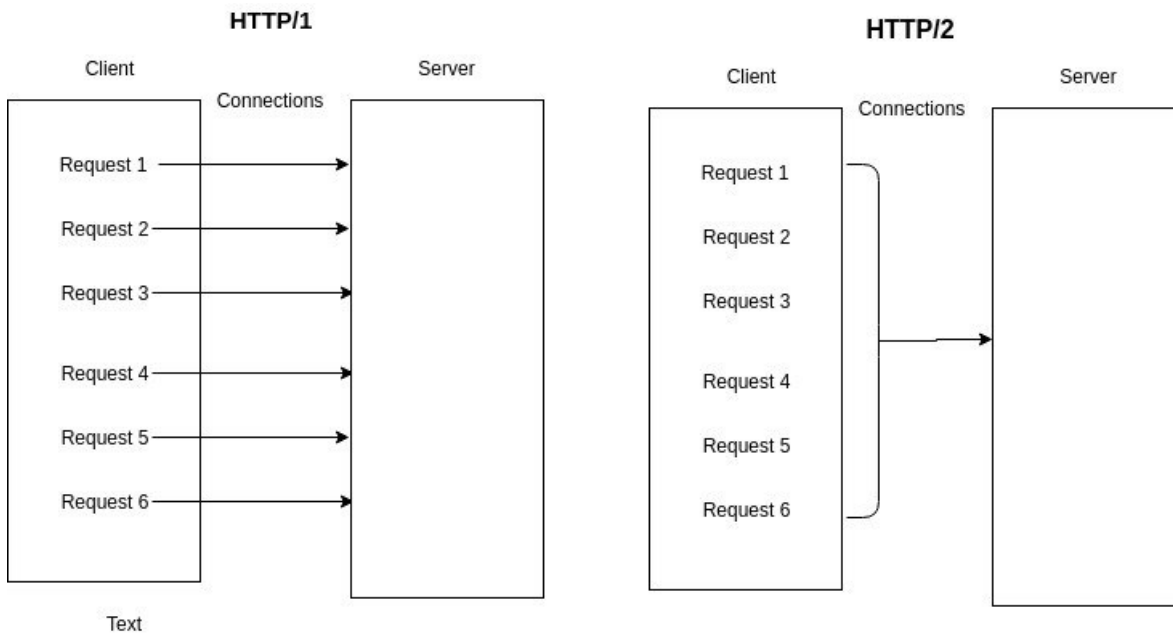 HTTP/1
Client
Server
Connections
Request 1
Request 2
Request 3
Request 4
Request 5
Request 6
Text
HTTP/2
Client
Server
Connections
Request 1
Request 2
Request 3
Request 4
Request 5
Request 6